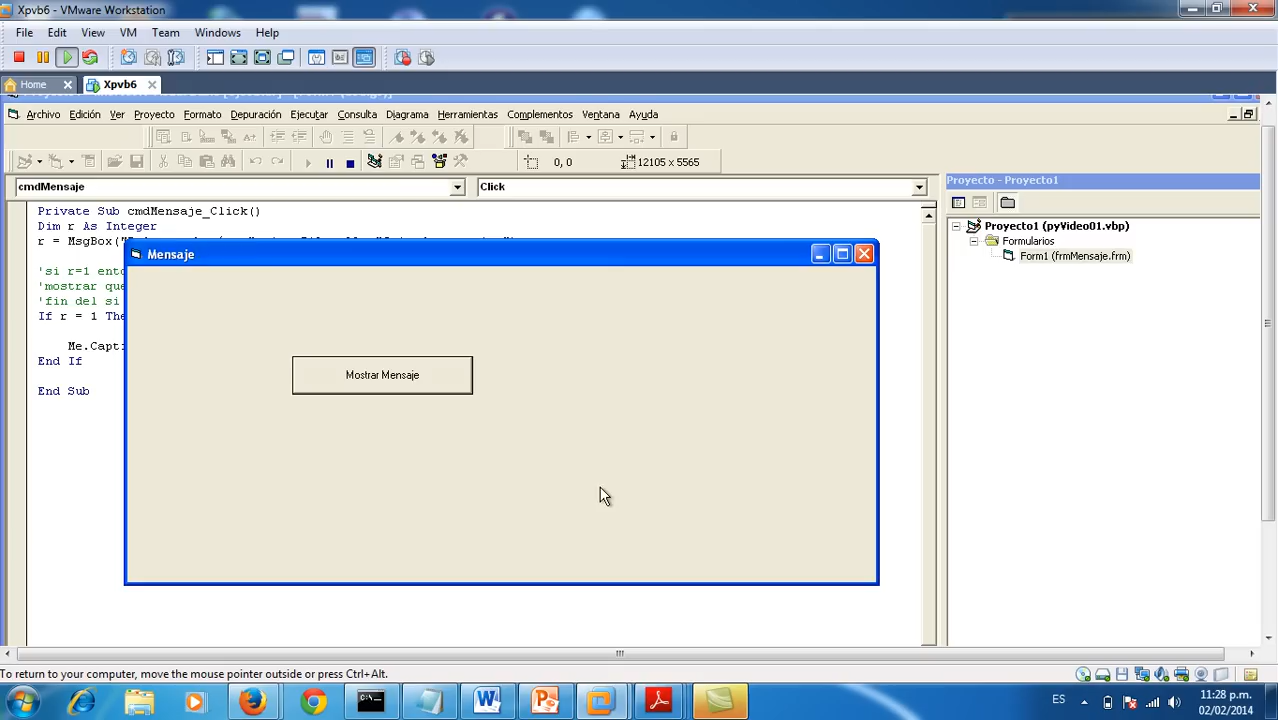 Xpvb6 - VMware Workstation
File Edit View VM Team Windows Help
Home Xpvb6
Archivo Edición Ver Proyecto Formato Depuración Ejecutar Consulta Diagrama Herramientas Complementos Ventana Ayuda
0, 0 12105 x 5565
cmdMensaje Click
Proyecto - Proyecto1
Private Sub cmdMensaje_Click()
Dim r As Integer
r = MsgBox(
'si r=1 ento
'mostrar que
'fin del si
If r = 1 The
Me.Capti
End If
End Sub
Mensaje
Mostrar Mensaje
Proyecto1 (pyVideo01.vbp)
Formularios
Form1 (frmMensaje.frm)
To return to your computer, move the mouse pointer outside or press Ctrl+Alt.
ES 11:28 p.m.
02/02/2014